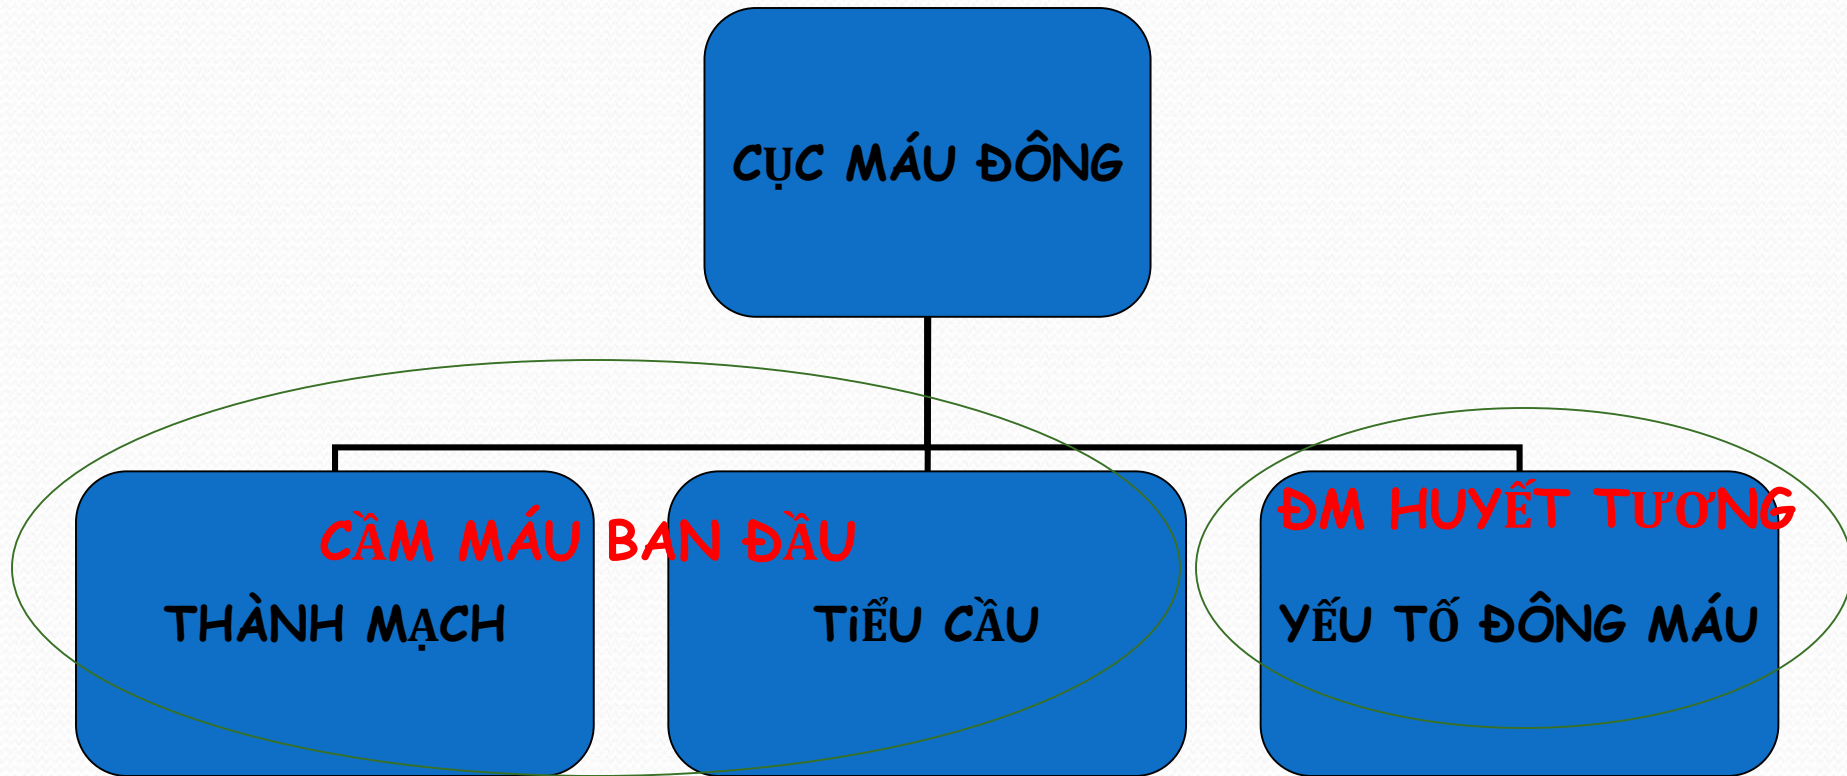 CỤC MÁU ĐÔNG
CẦM MÁU BAN ĐẦU
ĐM HUYẾT TƯƠNG
THÀNH MẠCH
TiỂU CẦU
YẾU TỐ ĐÔNG MÁU